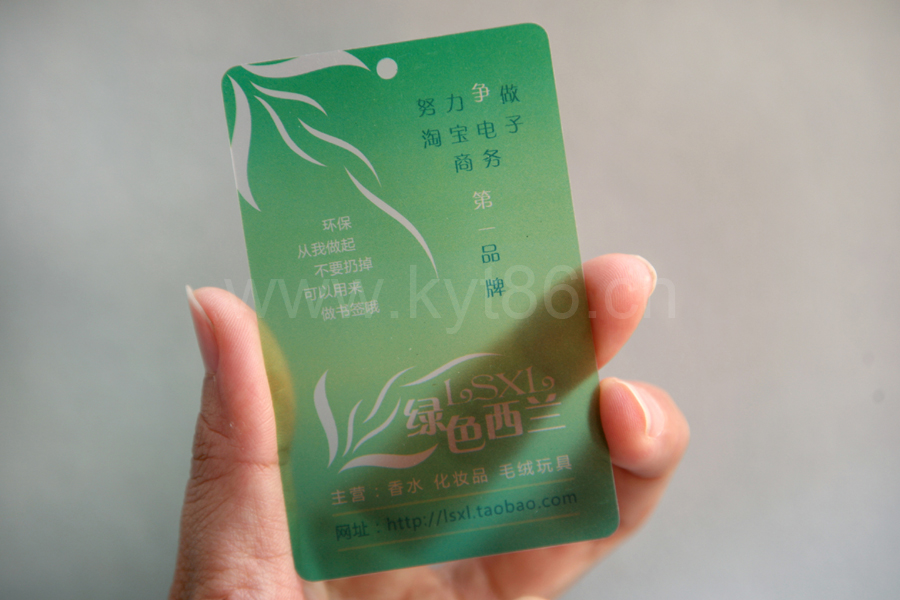 努力争做
淘宝电子
商务
第
一
品
牌
环保
从我做起
不要扔掉
可以用来
做书签哦
www.kyt86.cn
LSXL
绿色西兰
主营：香水 化妆品 毛绒玩具
网址：http://lsxl.taobao.com